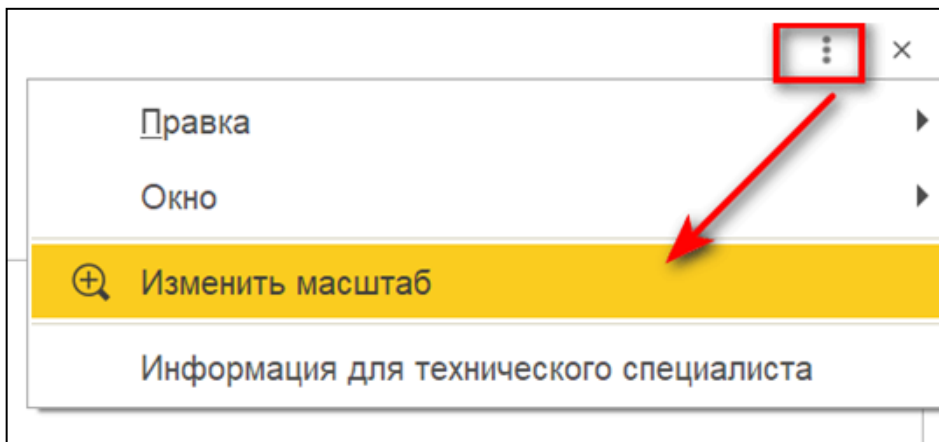 Правка
Окно
Изменить масштаб
Информация для технического специалиста